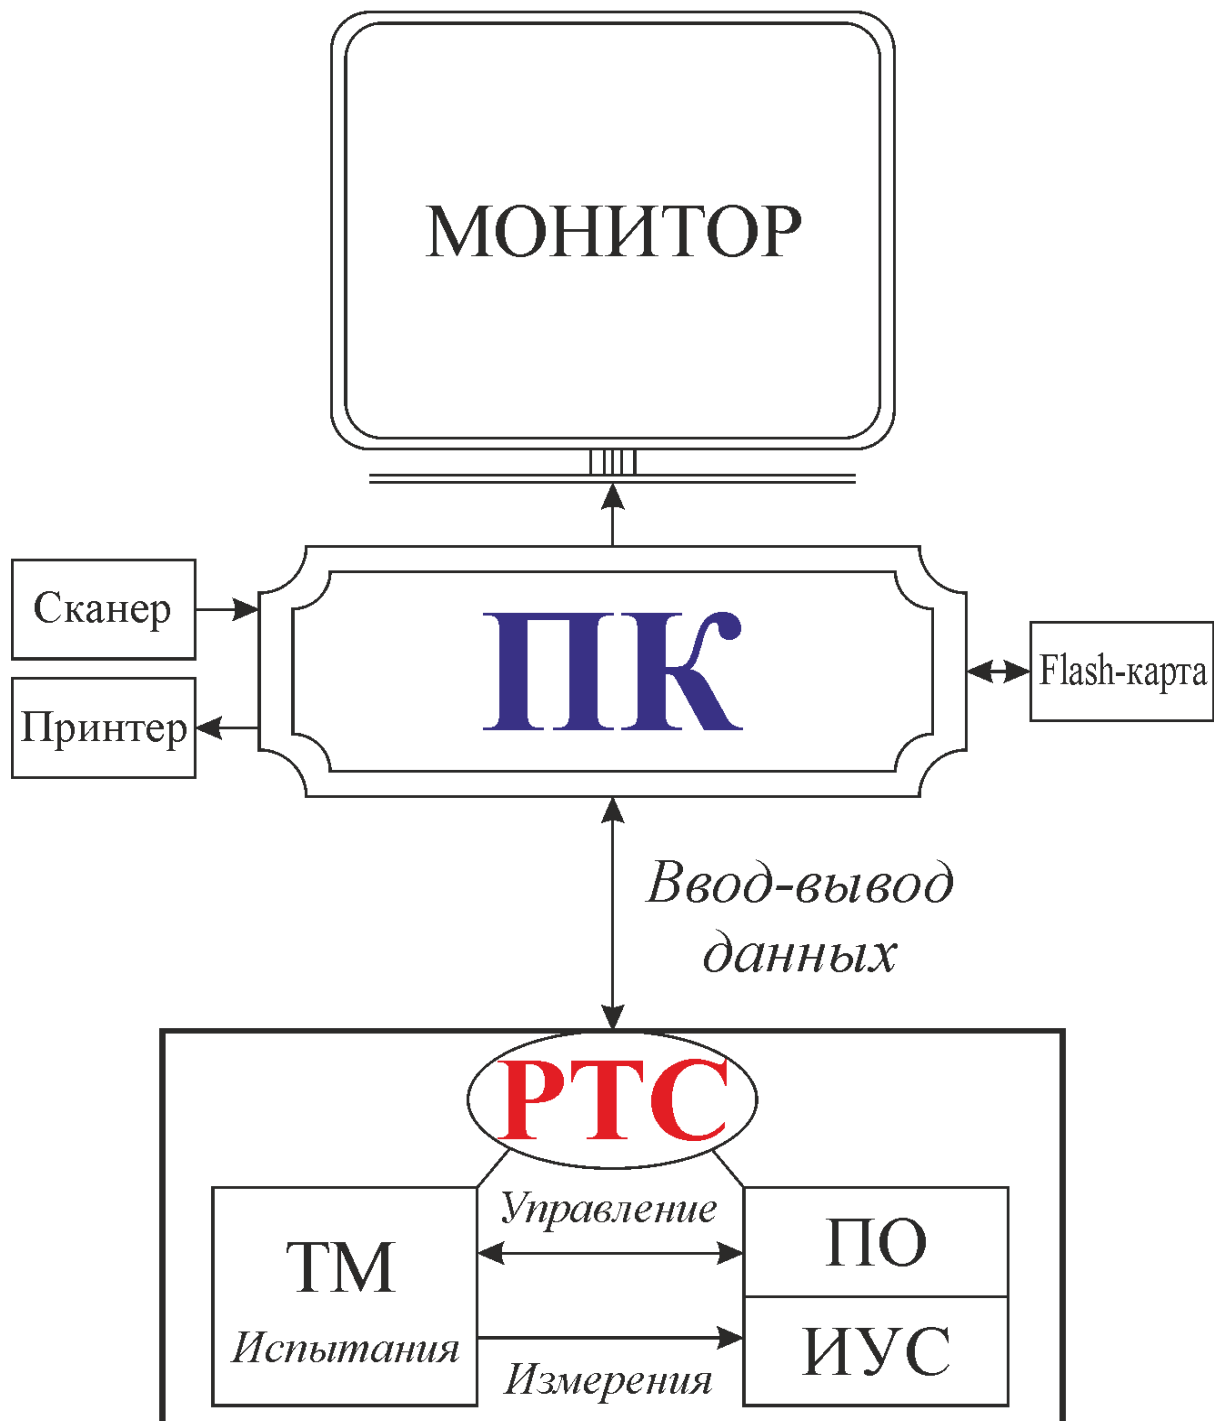 МОНИТОР
Сканер
Принтер
ПК
Flash-карта
Ввод-вывод
данных
РТС
Управление
ТМ
Испытания
Измерения
ПО
ИУС